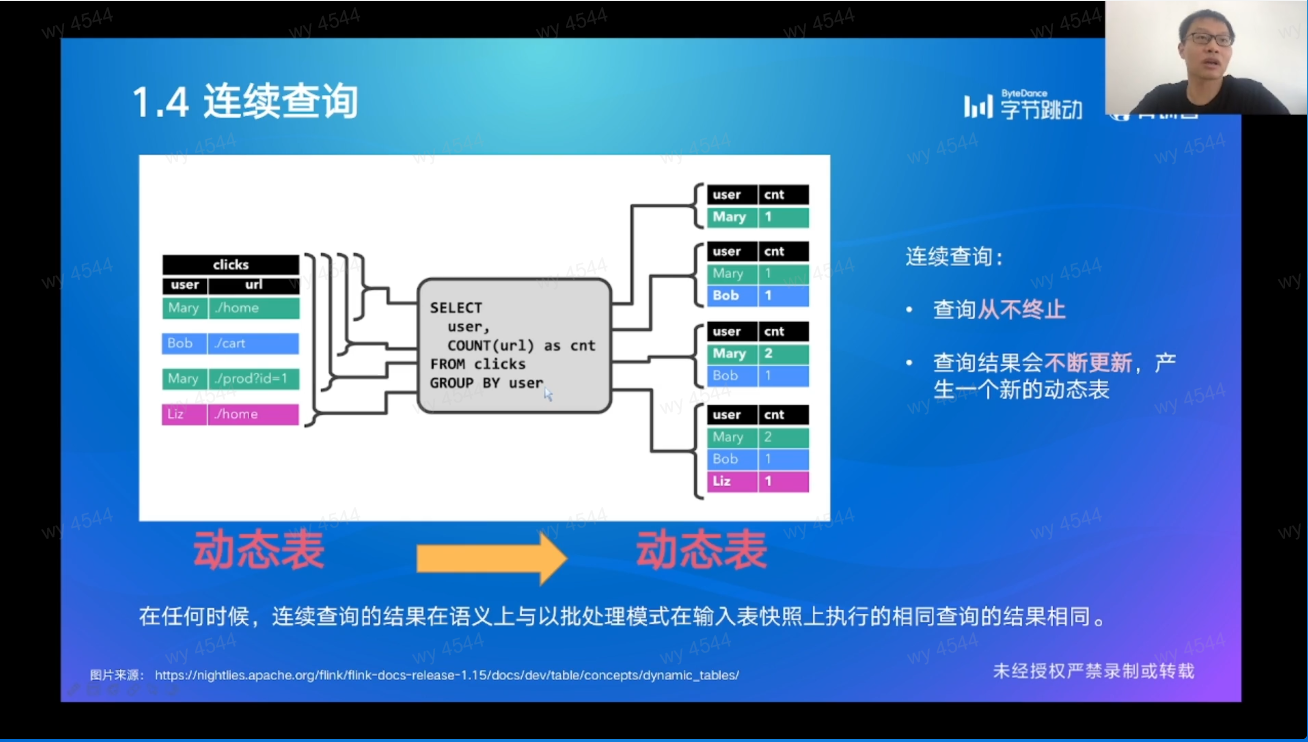 1.4 连续查询
ByteDance
字节跳动
clicks
user url
Mary ./home
Bob ./cart
Mary ./prod?id=1
Liz ./home
SELECT
user,
COUNT(url) as cnt
FROM clicks
GROUP BY user
user cnt
Mary 1
user cnt
Mary 1
Bob 1
user cnt
Mary 2
Bob 1
user cnt
Mary 2
Bob 1
Liz 1
连续查询：
• 查询从不终止
• 查询结果会不断更新，产
生一个新的动态表
动态表
动态表
在任何时候，连续查询的结果在语义上与以批处理模式在输入表快照上执行的相同查询的结果相同。
图片来源： https://nightlies.apache.org/flink/flink-docs-release-1.15/docs/dev/table/concepts/dynamic_tables/
未经授权严禁录制或转载
wy 4544